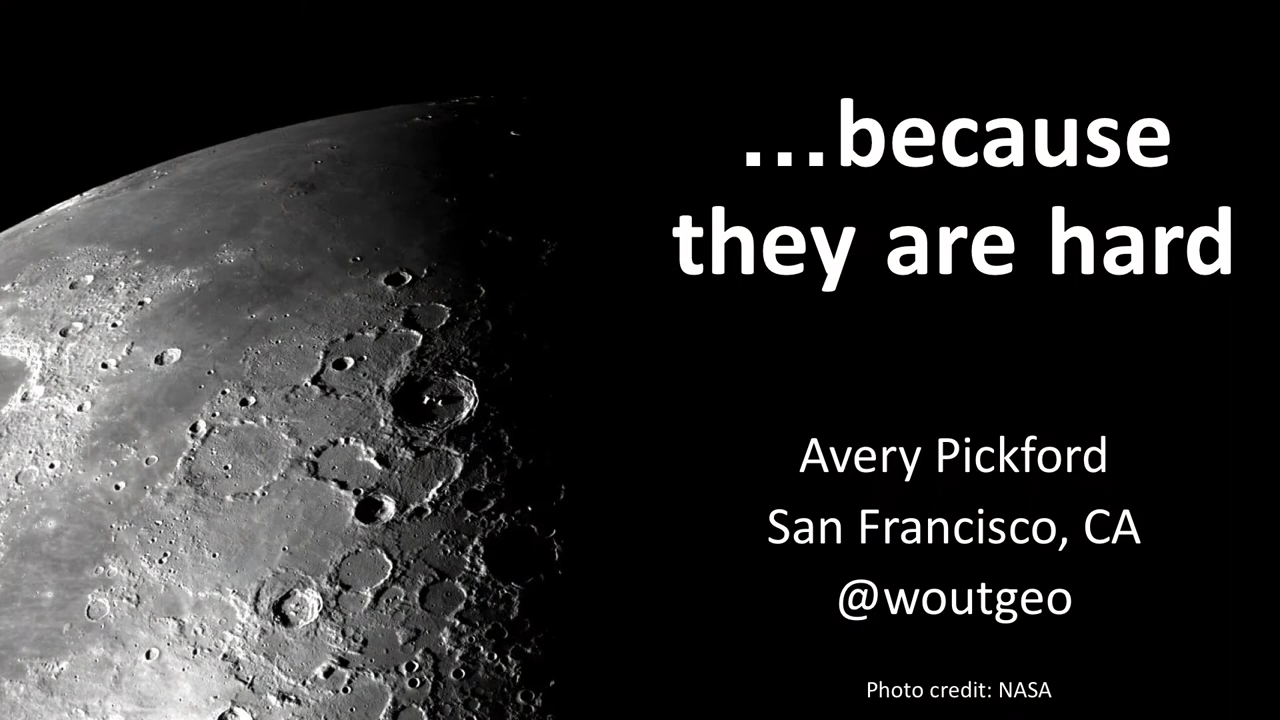 ...because
they are hard
Avery Pickford
San Francisco, CA
@woutgeo
Photo credit: NASA